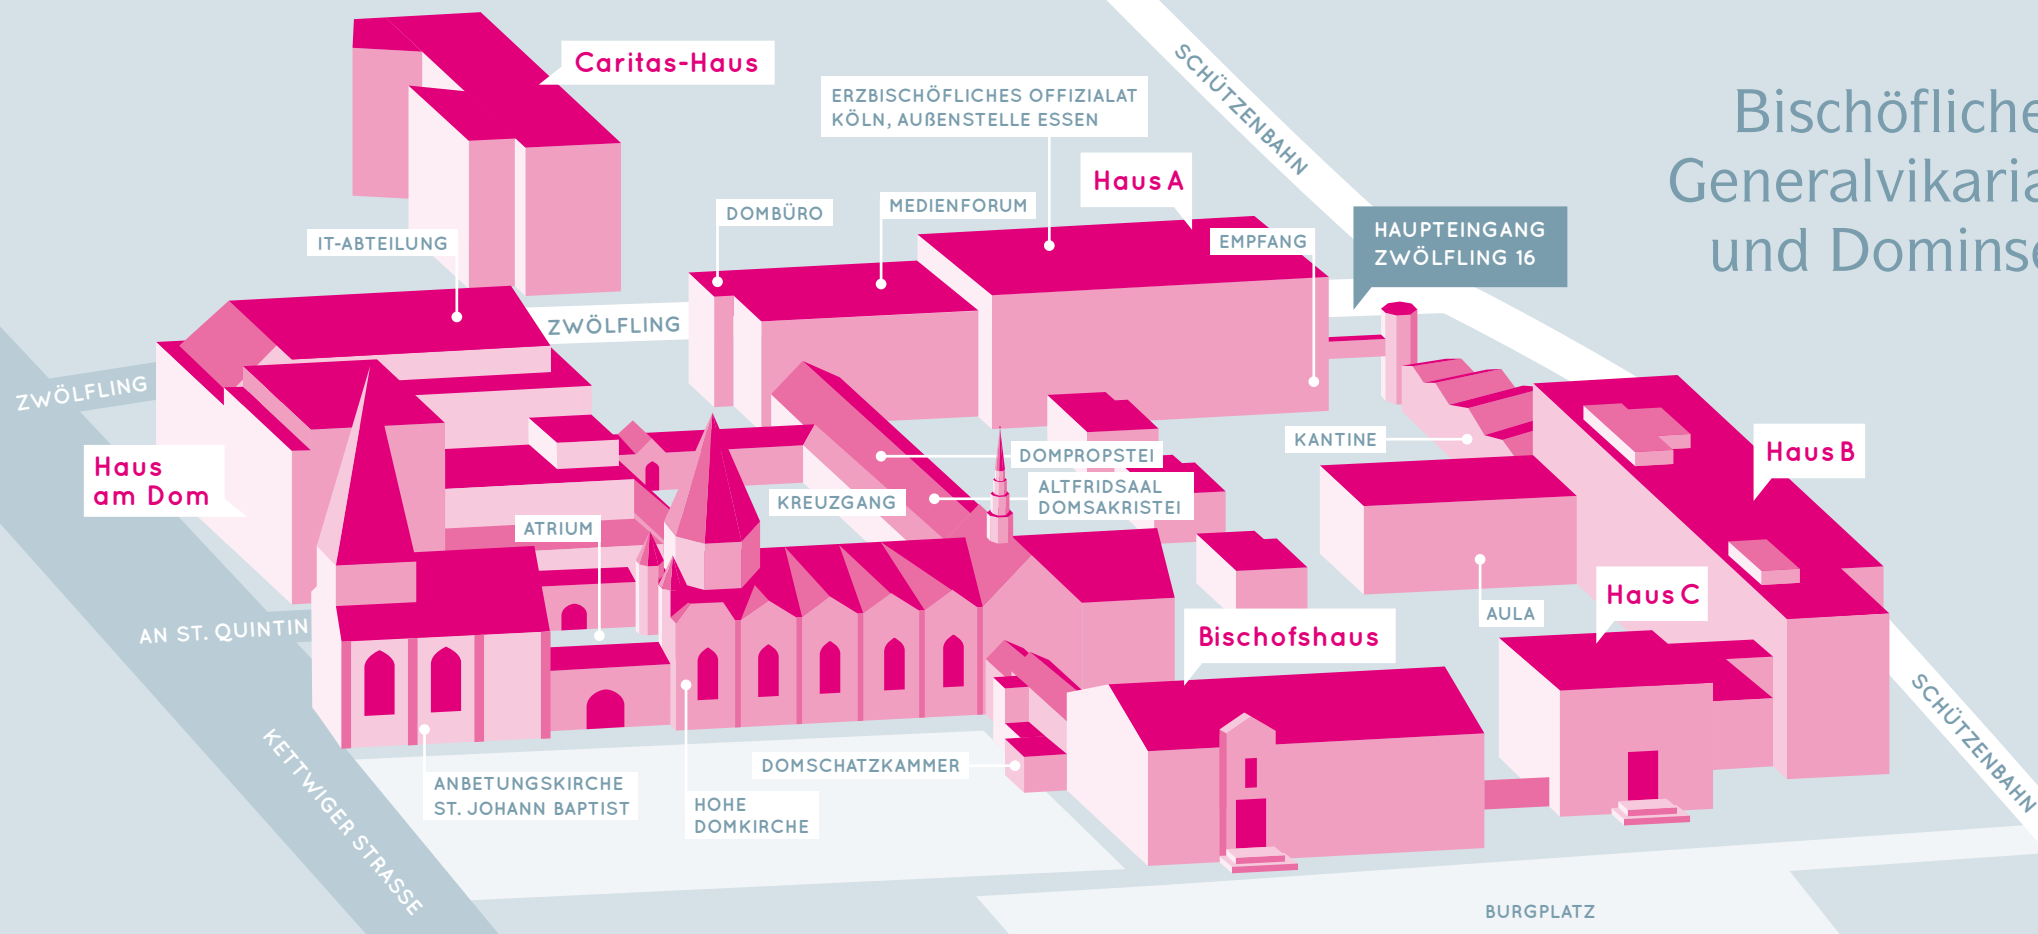 Caritas-Haus
ERZBISCHÖFLICHES OFFIZIALAT
KÖLN, AUßENSTELLE ESSEN
SCHÜTZENBAHN
Bischöfliche
Generalvikaria
und Dominse
Haus A
DOMBÜRO
MEDIENFORUM
IT-ABTEILUNG
EMPFANG
HAUPTEINGANG
ZWÖLFLING 16
ZWÖLFLING
ZWÖLFLING
KANTINE
Haus B
DOMPROPSTEI
Haus
am Dom
KREUZGANG
ALTFRIDSAAL
DOMSAKRISTEI
ATRIUM
Haus C
AULA
AN ST. QUINTIN
Bischofshaus
SCHÜTZENBAHN
KETTWIGER STRASSE
DOMSCHATZKAMMER
ANBETUNGSKIRCHE
ST. JOHANN BAPTIST
HOHE
DOMKIRCHE
BURGPLATZ